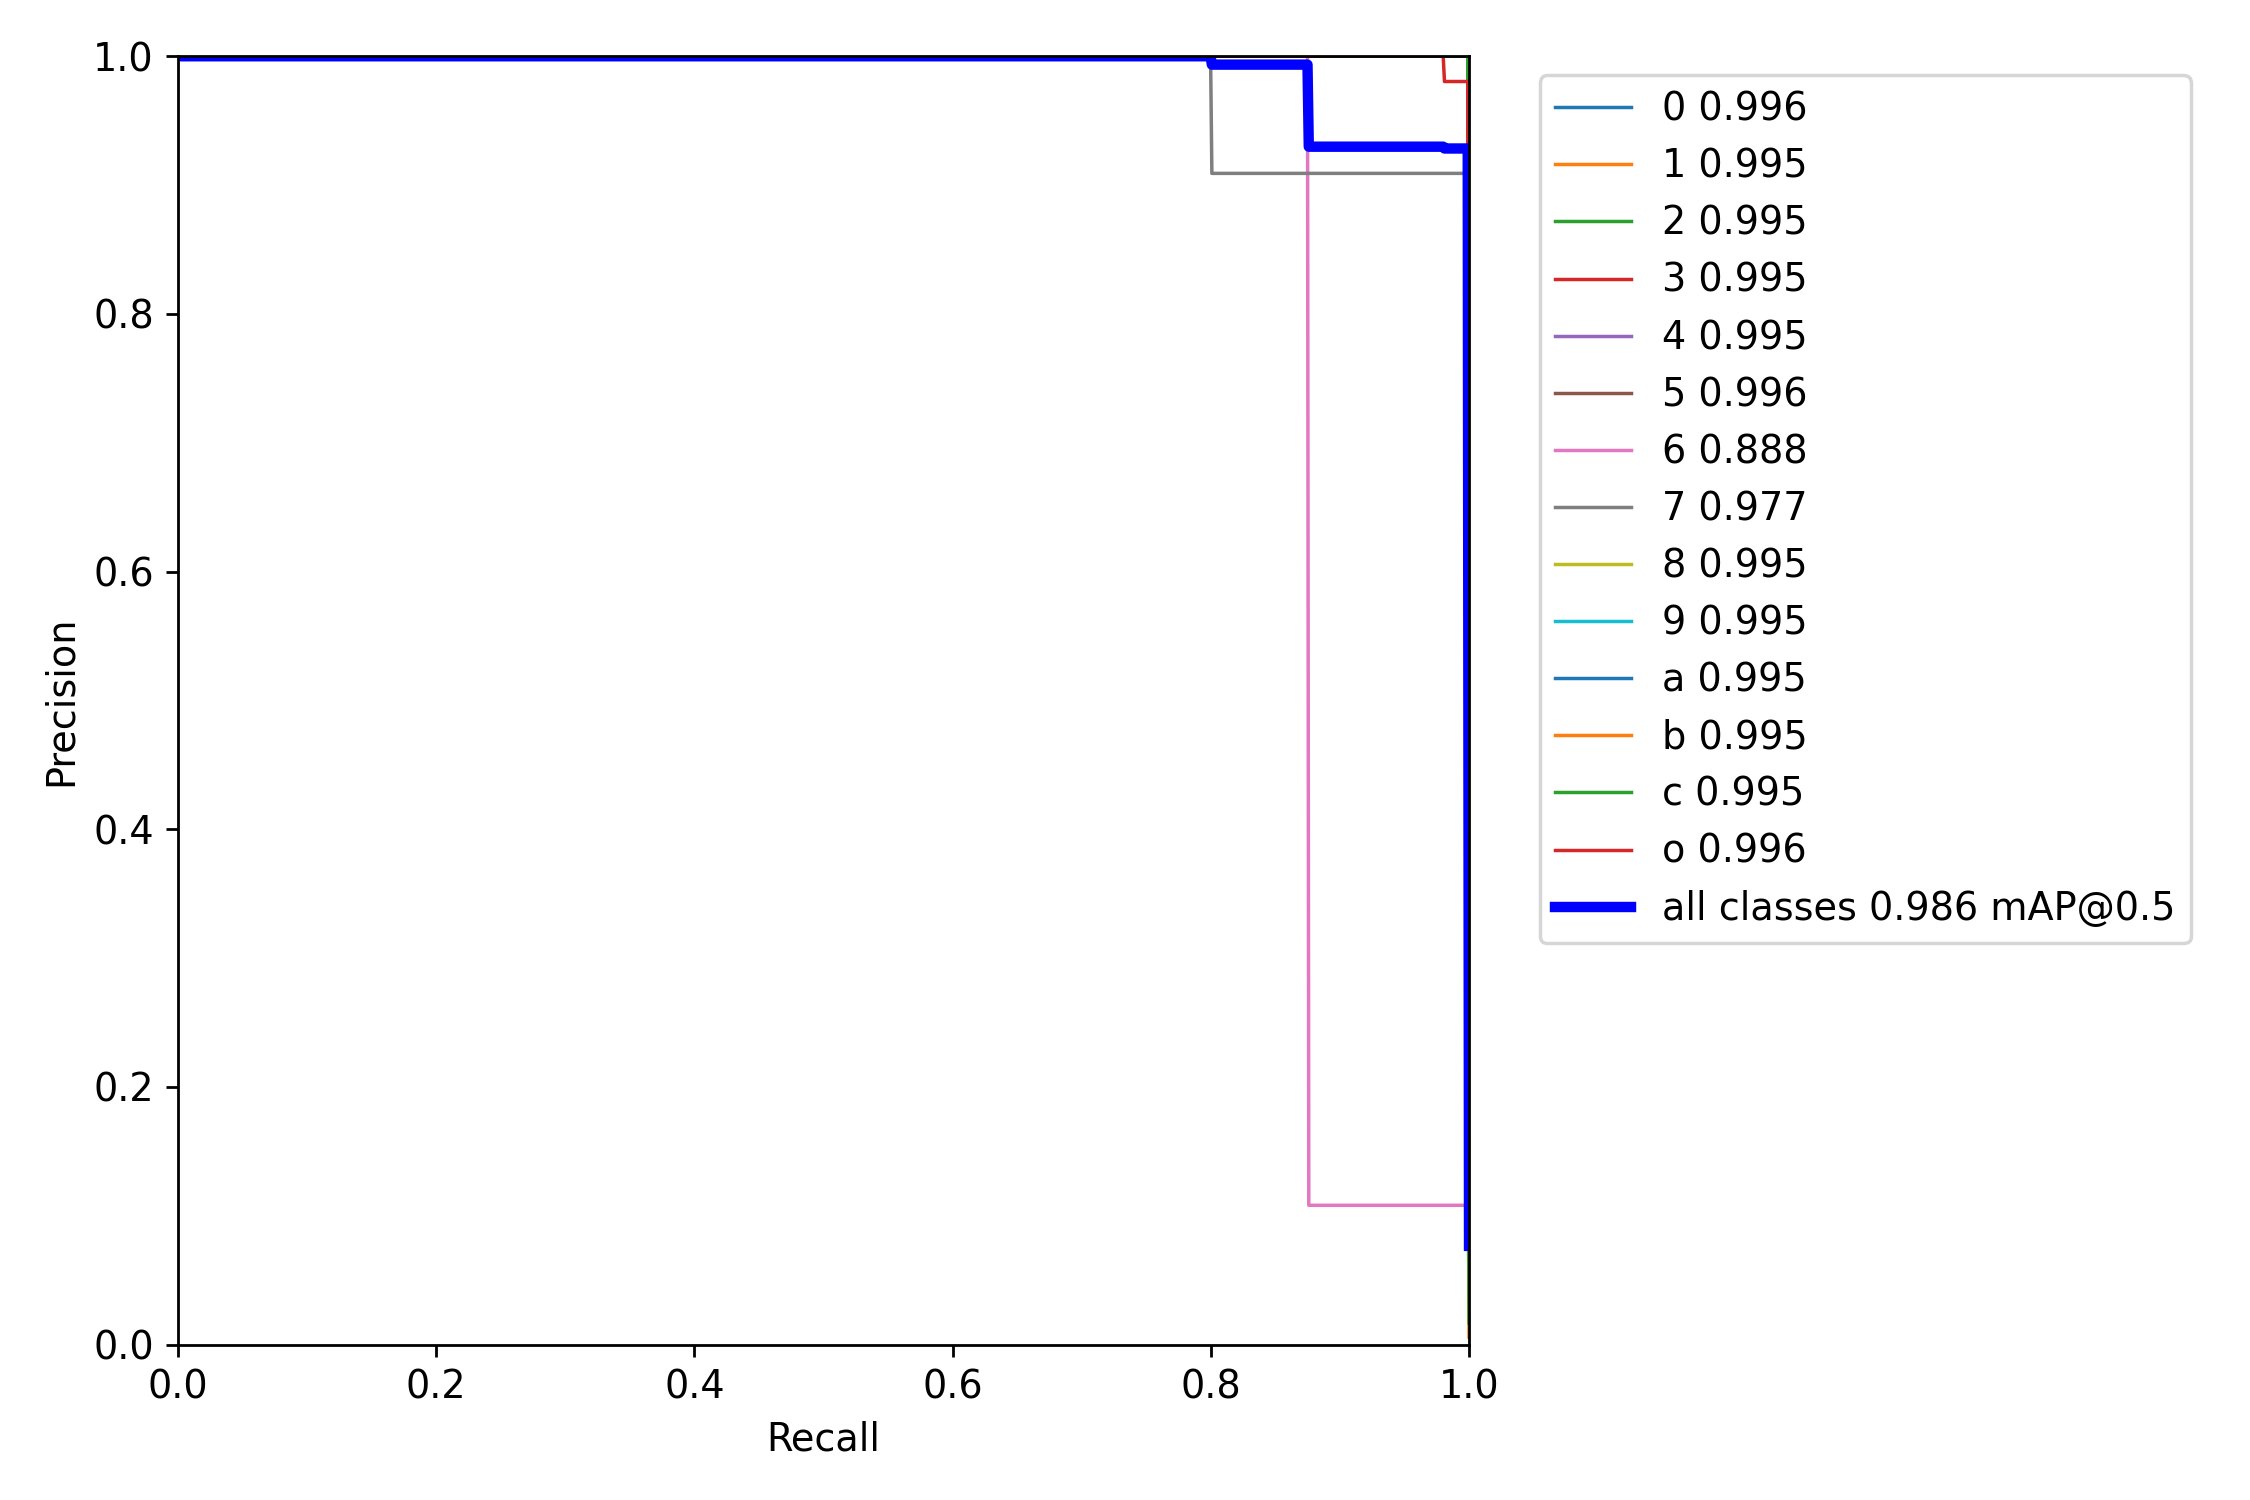 1.0
0.8
0.6
0.4
0.2
0.0
Precision
0.0 0.2 0.4 0.6 0.8 1.0
Recall
0 0.996
1 0.995
2 0.995
3 0.995
4 0.995
5 0.996
6 0.888
7 0.977
8 0.995
9 0.995
a 0.995
b 0.995
c 0.995
o 0.996
all classes 0.986 mAP@0.5